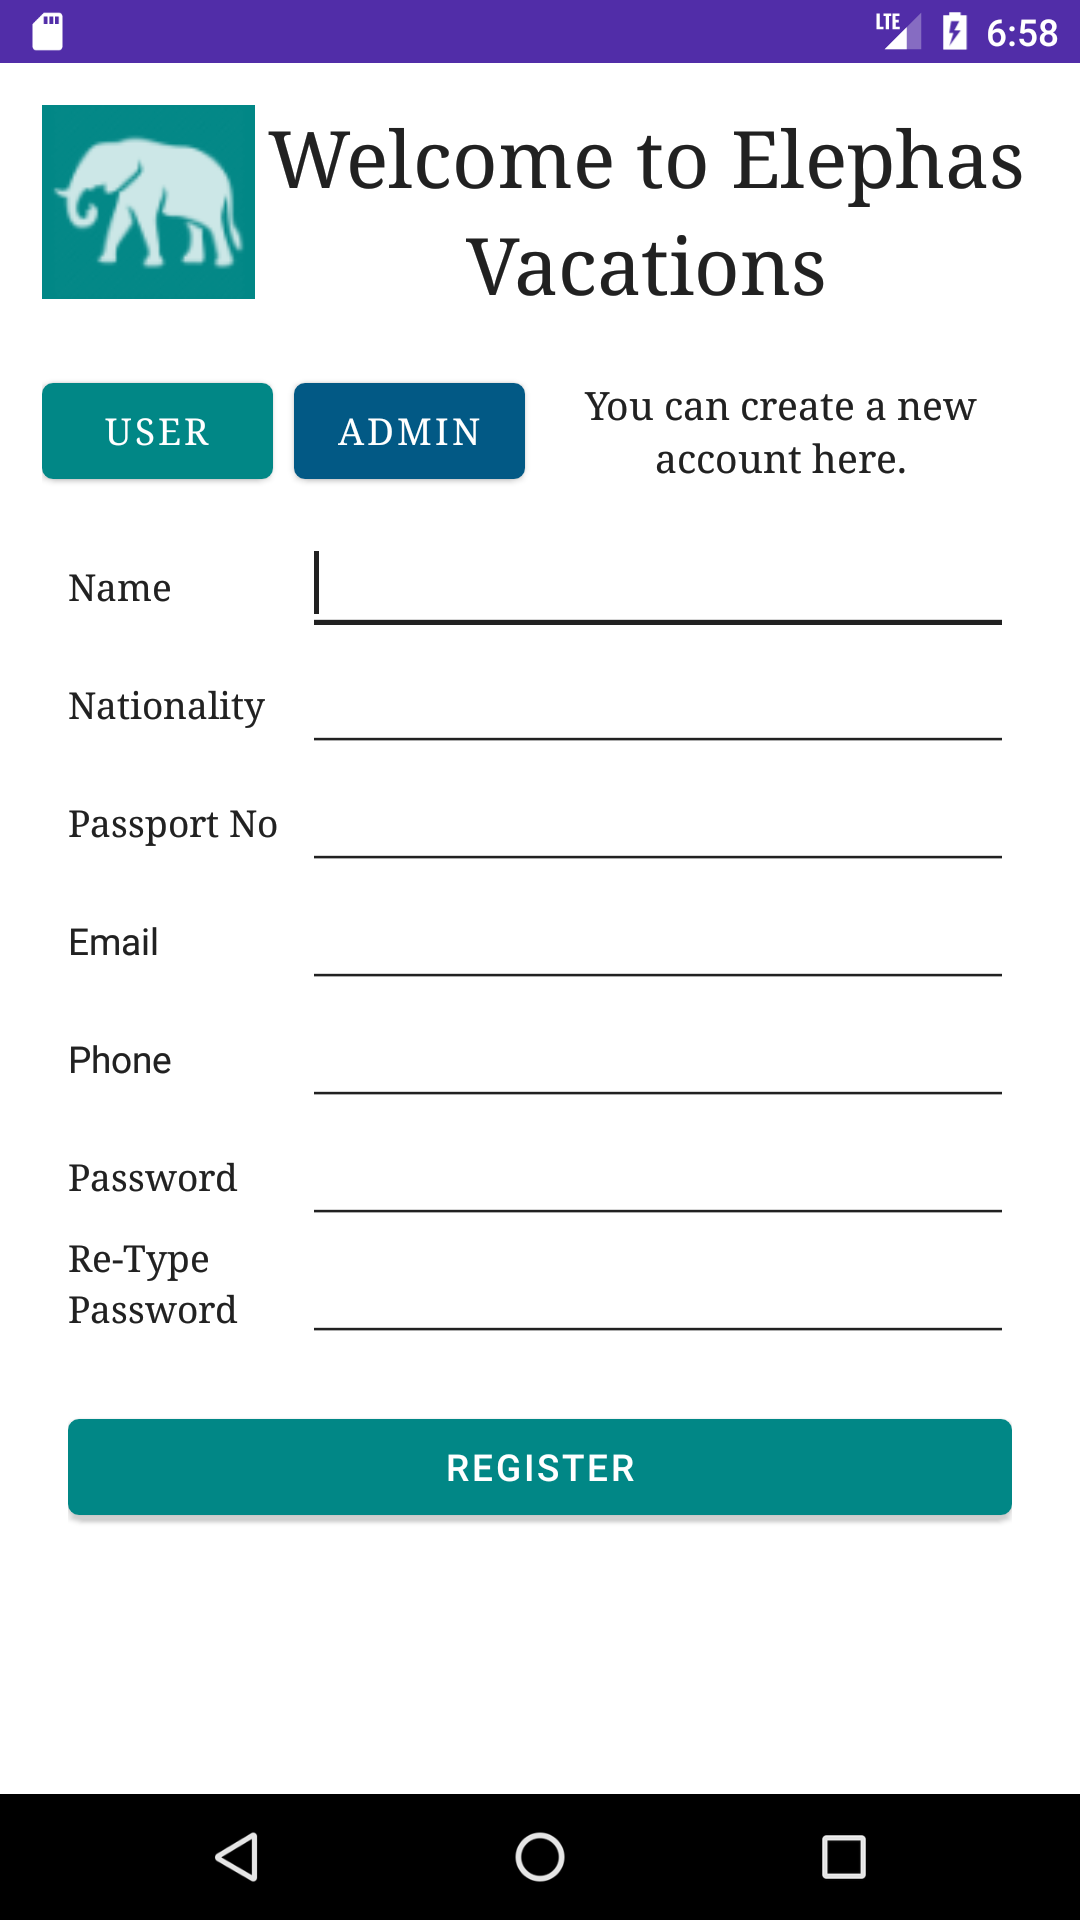 LTE 6:58
Welcome to Elephas
Vacations
USER ADMIN
You can create a new
account here.
Name
Nationality
Passport No
Email
Phone
Password
Re-Type
Password
REGISTER